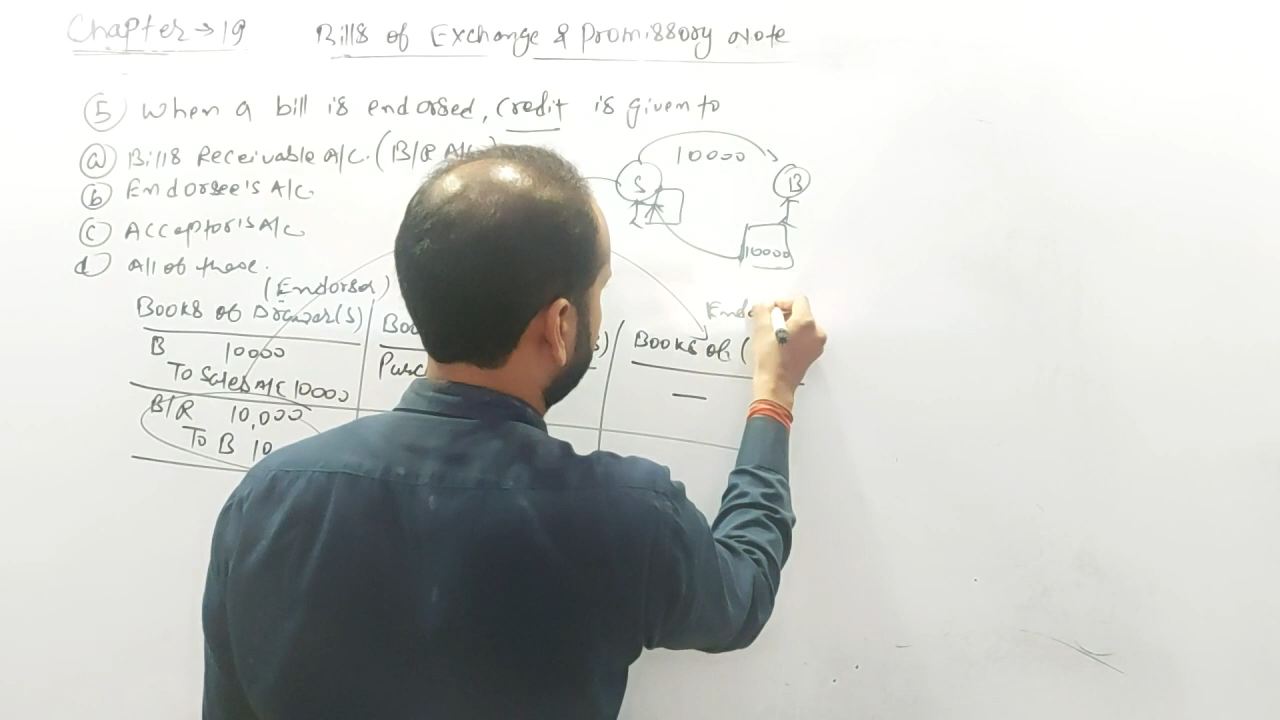 Chapter → 19 Bills of Exchange & Promissory Note
(5) When a bill is endorsed, Credit is given to
(a) Bills Receivable A/c. (B/R A/c)
(b) Endorsee's A/c
(c) Acceptor's A/c
(d) All of these.
10000
S B
10000
(Endorser)
Books of Drawer(S)
B 10000
To Sales A/c 10000
B/R 10,000
To B 10
Books of (
—